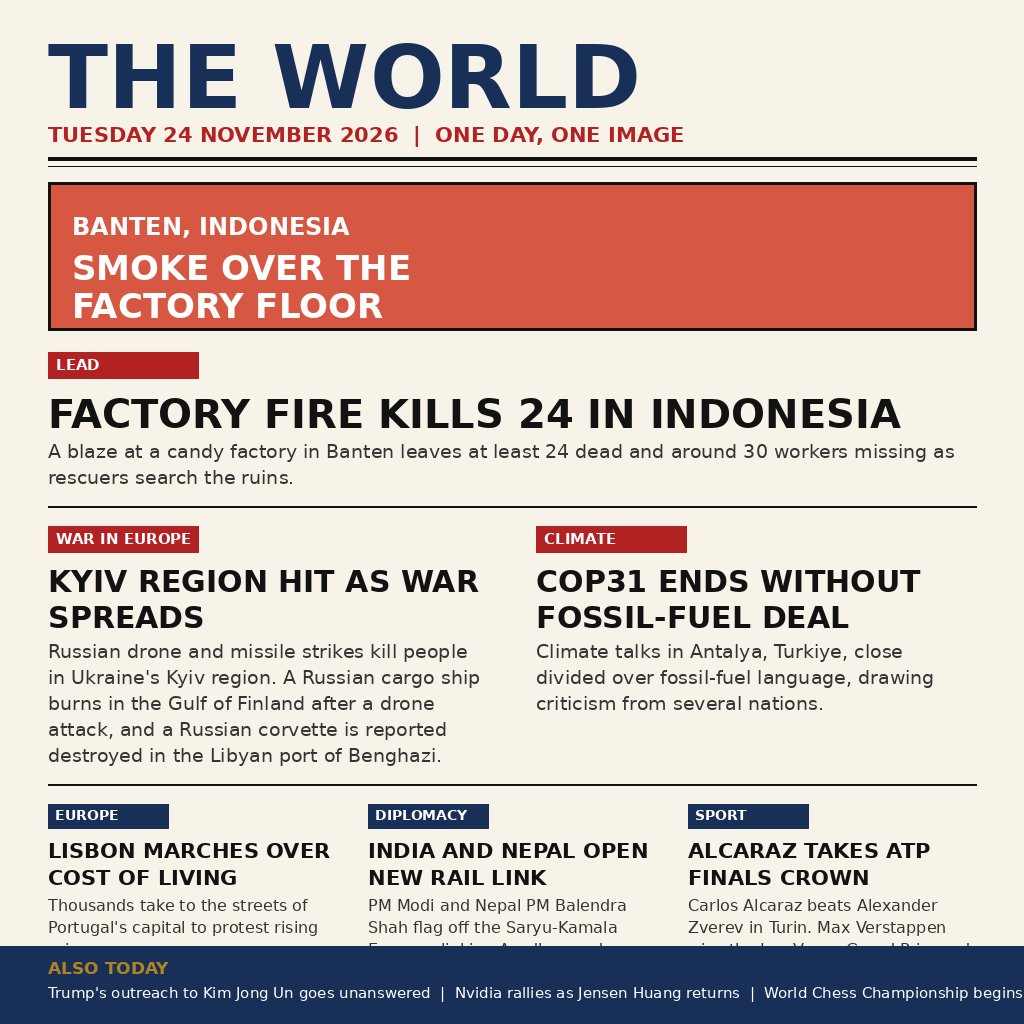 THE WORLD
TUESDAY 24 NOVEMBER 2026 | ONE DAY, ONE IMAGE
BANTEN, INDONESIA
SMOKE OVER THE
FACTORY FLOOR
LEAD
FACTORY FIRE KILLS 24 IN INDONESIA
A blaze at a candy factory in Banten leaves at least 24 dead and around 30 workers missing as
rescuers search the ruins.
WAR IN EUROPE
KYIV REGION HIT AS WAR
SPREADS
Russian drone and missile strikes kill people
in Ukraine's Kyiv region. A Russian cargo ship
burns in the Gulf of Finland after a drone
attack, and a Russian corvette is reported
destroyed in the Libyan port of Benghazi.
CLIMATE
COP31 ENDS WITHOUT
FOSSIL-FUEL DEAL
Climate talks in Antalya, Turkiye, close
divided over fossil-fuel language, drawing
criticism from several nations.
EUROPE
LISBON MARCHES OVER
COST OF LIVING
Thousands take to the streets of
Portugal's capital to protest rising
DIPLOMACY
INDIA AND NEPAL OPEN
NEW RAIL LINK
PM Modi and Nepal PM Balendra
Shah flag off the Saryu-Kamala
SPORT
ALCARAZ TAKES ATP
FINALS CROWN
Carlos Alcaraz beats Alexander
Zverev in Turin. Max Verstappen
ALSO TODAY
Trump's outreach to Kim Jong Un goes unanswered | Nvidia rallies as Jensen Huang returns | World Chess Championship begins